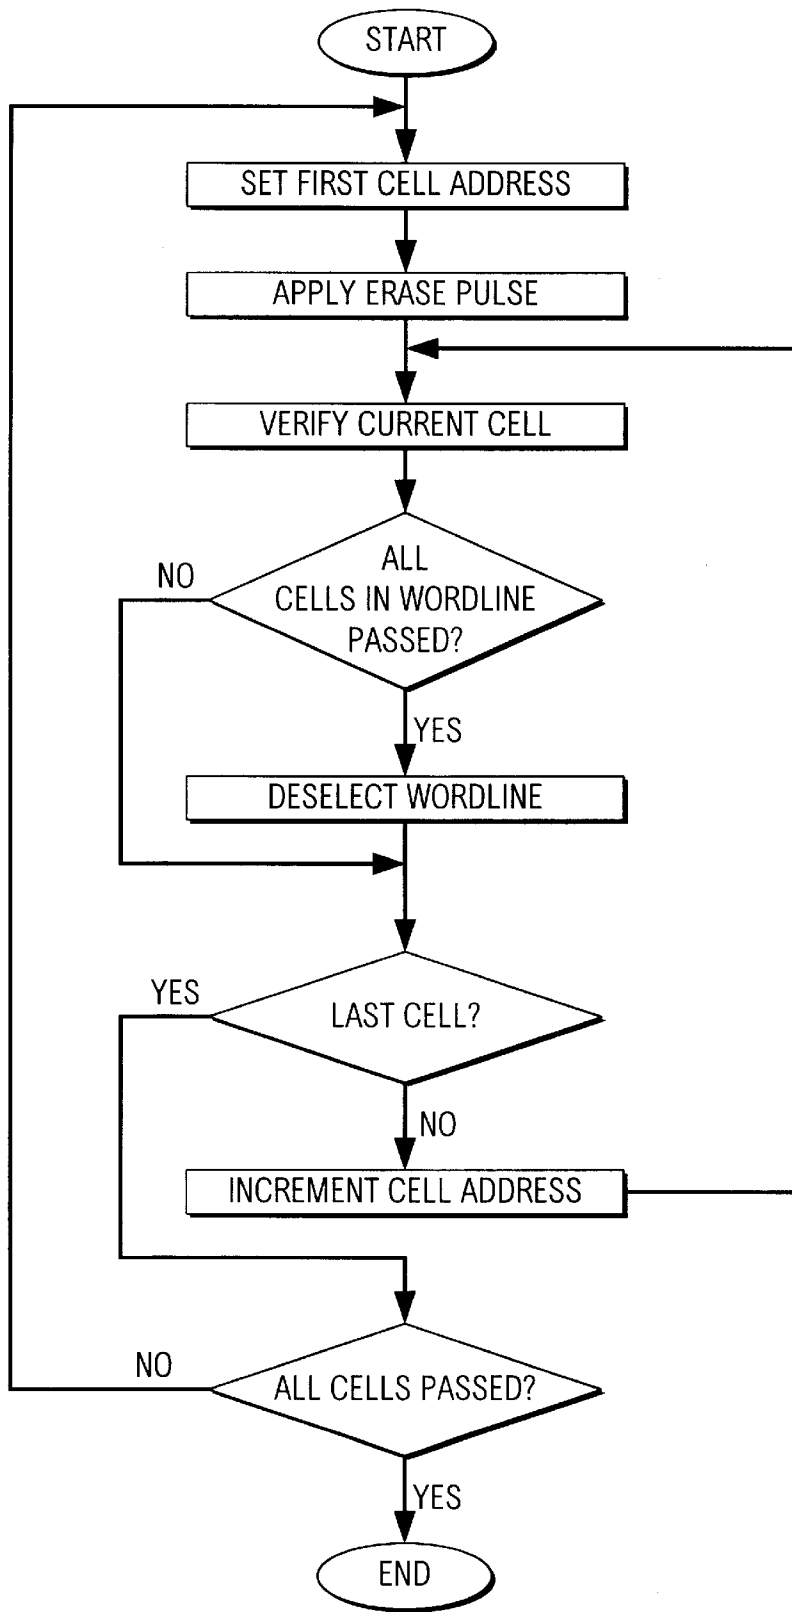 START
SET FIRST CELL ADDRESS
APPLY ERASE PULSE
VERIFY CURRENT CELL
NO
ALL
CELLS IN WORDLINE
PASSED?
YES
DESELECT WORDLINE
YES
LAST CELL?
NO
INCREMENT CELL ADDRESS
NO
ALL CELLS PASSED?
YES
END